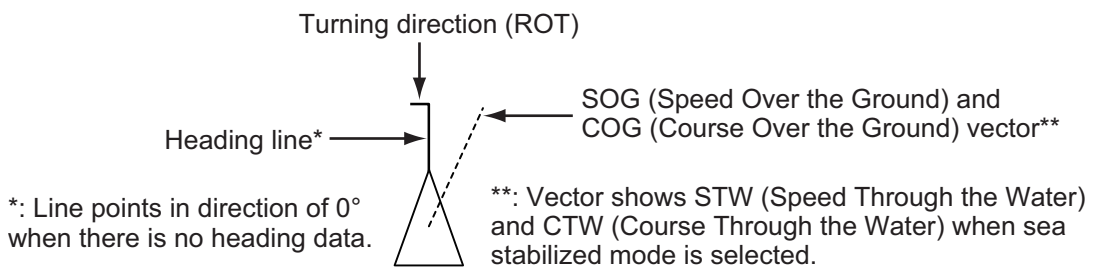 Turning direction (ROT)
SOG (Speed Over the Ground) and
COG (Course Over the Ground) vector**
Heading line*
*: Line points in direction of 0°
when there is no heading data.
**: Vector shows STW (Speed Through the Water)
and CTW (Course Through the Water) when sea
stabilized mode is selected.